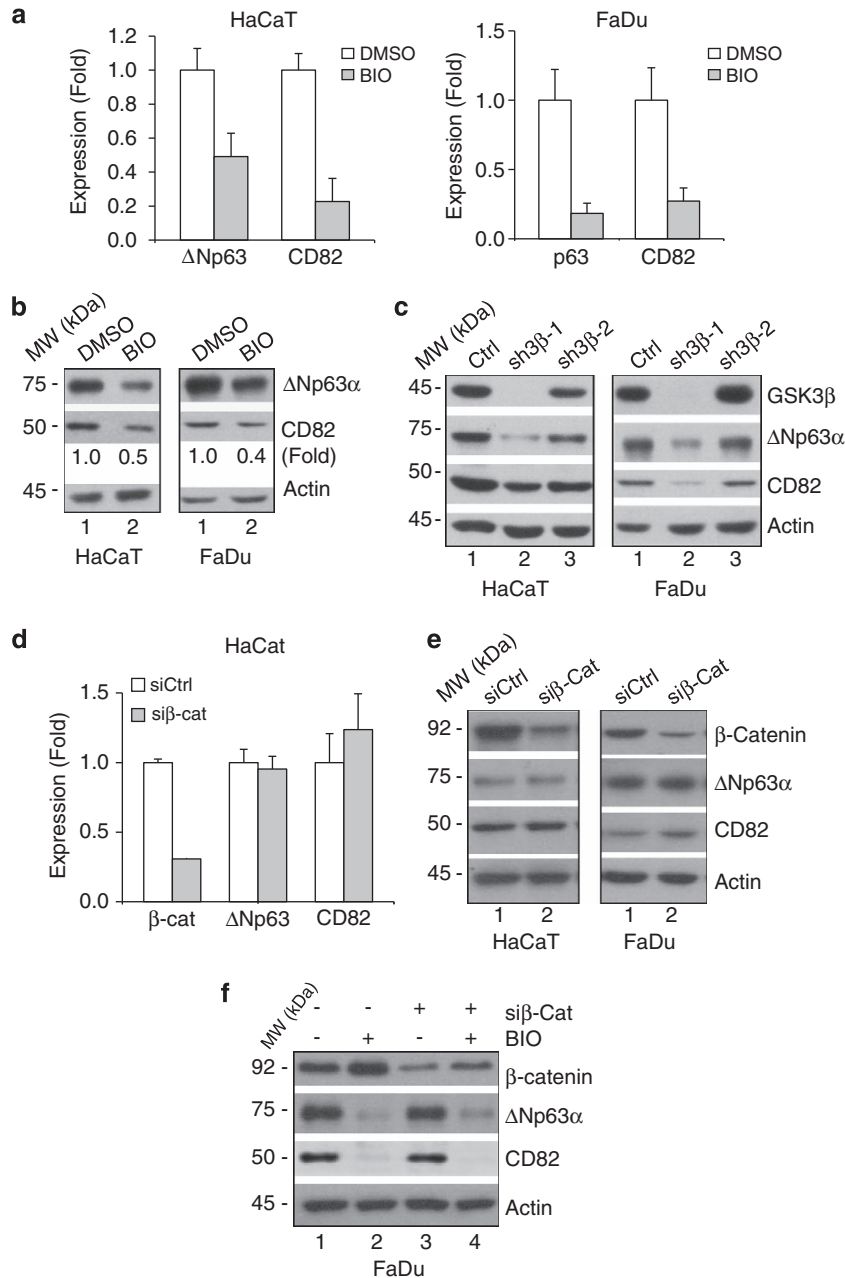 a
HaCaT
FaDu
Expression (Fold)
1.2
1.0
0.8
0.6
0.4
0.2
0.0
DMSO
BIO
ΔNp63 CD82
Expression (Fold)
1.5
1.0
0.5
0.0
DMSO
BIO
p63 CD82
b
MW (kDa)
DMSO BIO DMSO BIO
75 - ΔNp63α
50 - CD82
1.0 0.5 1.0 0.4 (Fold)
45 - Actin
1 2 1 2
HaCaT FaDu
c
MW (kDa)
Ctrl sh3β-1 sh3β-2 Ctrl sh3β-1 sh3β-2
45 - GSK3β
75 - ΔNp63α
50 - CD82
45 - Actin
1 2 3 1 2 3
HaCaT FaDu
d
HaCat
Expression (Fold)
1.5
1.0
0.5
0.0
siCtrl
siβ-cat
β-cat ΔNp63 CD82
e
MW (kDa)
siCtrl siβ-Cat siCtrl siβ-Cat
92 - β-Catenin
75 - ΔNp63α
50 - CD82
45 - Actin
1 2 1 2
HaCaT FaDu
f
MW (kDa)
- - + + siβ-Cat
- + - + BIO
92 - β-catenin
75 - ΔNp63α
50 - CD82
45 - Actin
1 2 3 4
FaDu